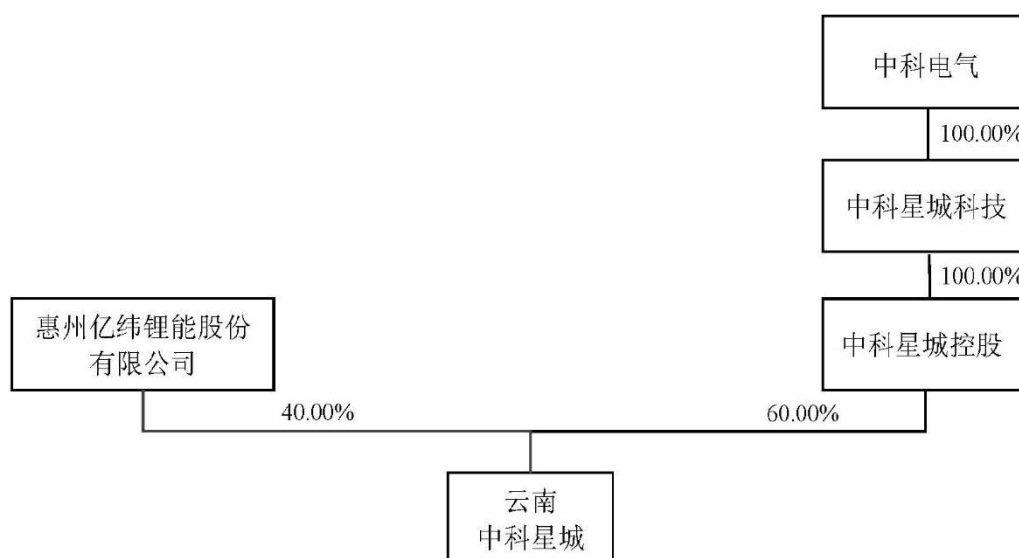 中科电气
100.00%
中科星城科技
100.00%
惠州亿纬锂能股份
有限公司
中科星城控股
40.00%
60.00%
云南
中科星城